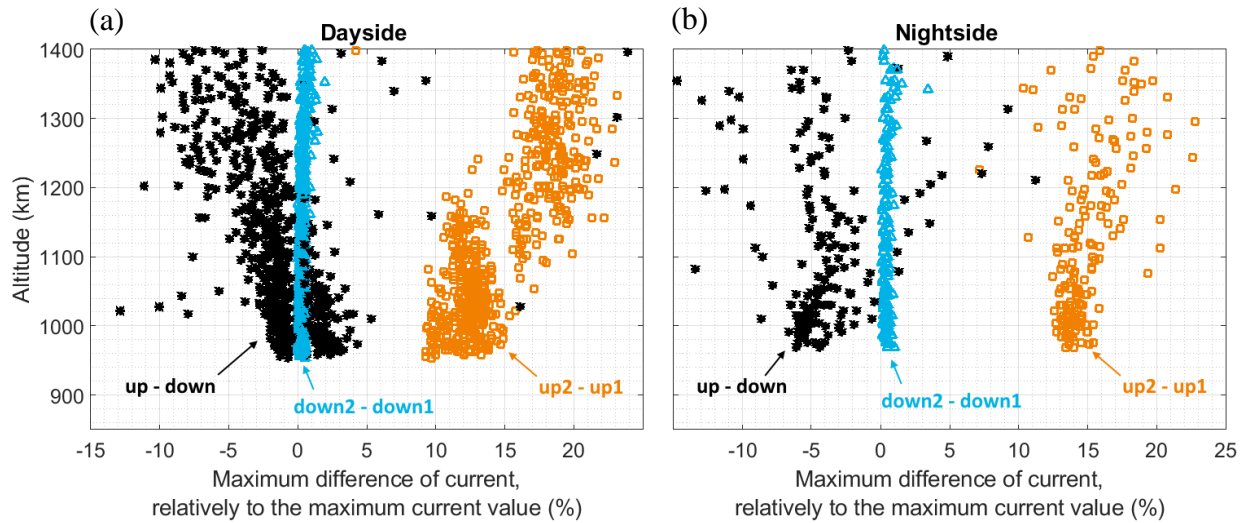 (a)
Dayside
1400
1300
1200
1100
1000
900
Altitude (km)
up - down
down2 - down1
up2 - up1
-15 -10 -5 0 5 10 15 20
Maximum difference of current,
relatively to the maximum current value (%)
(b)
Nightside
up - down
down2 - down1
up2 - up1
-10 -5 0 5 10 15 20 25
Maximum difference of current,
relatively to the maximum current value (%)